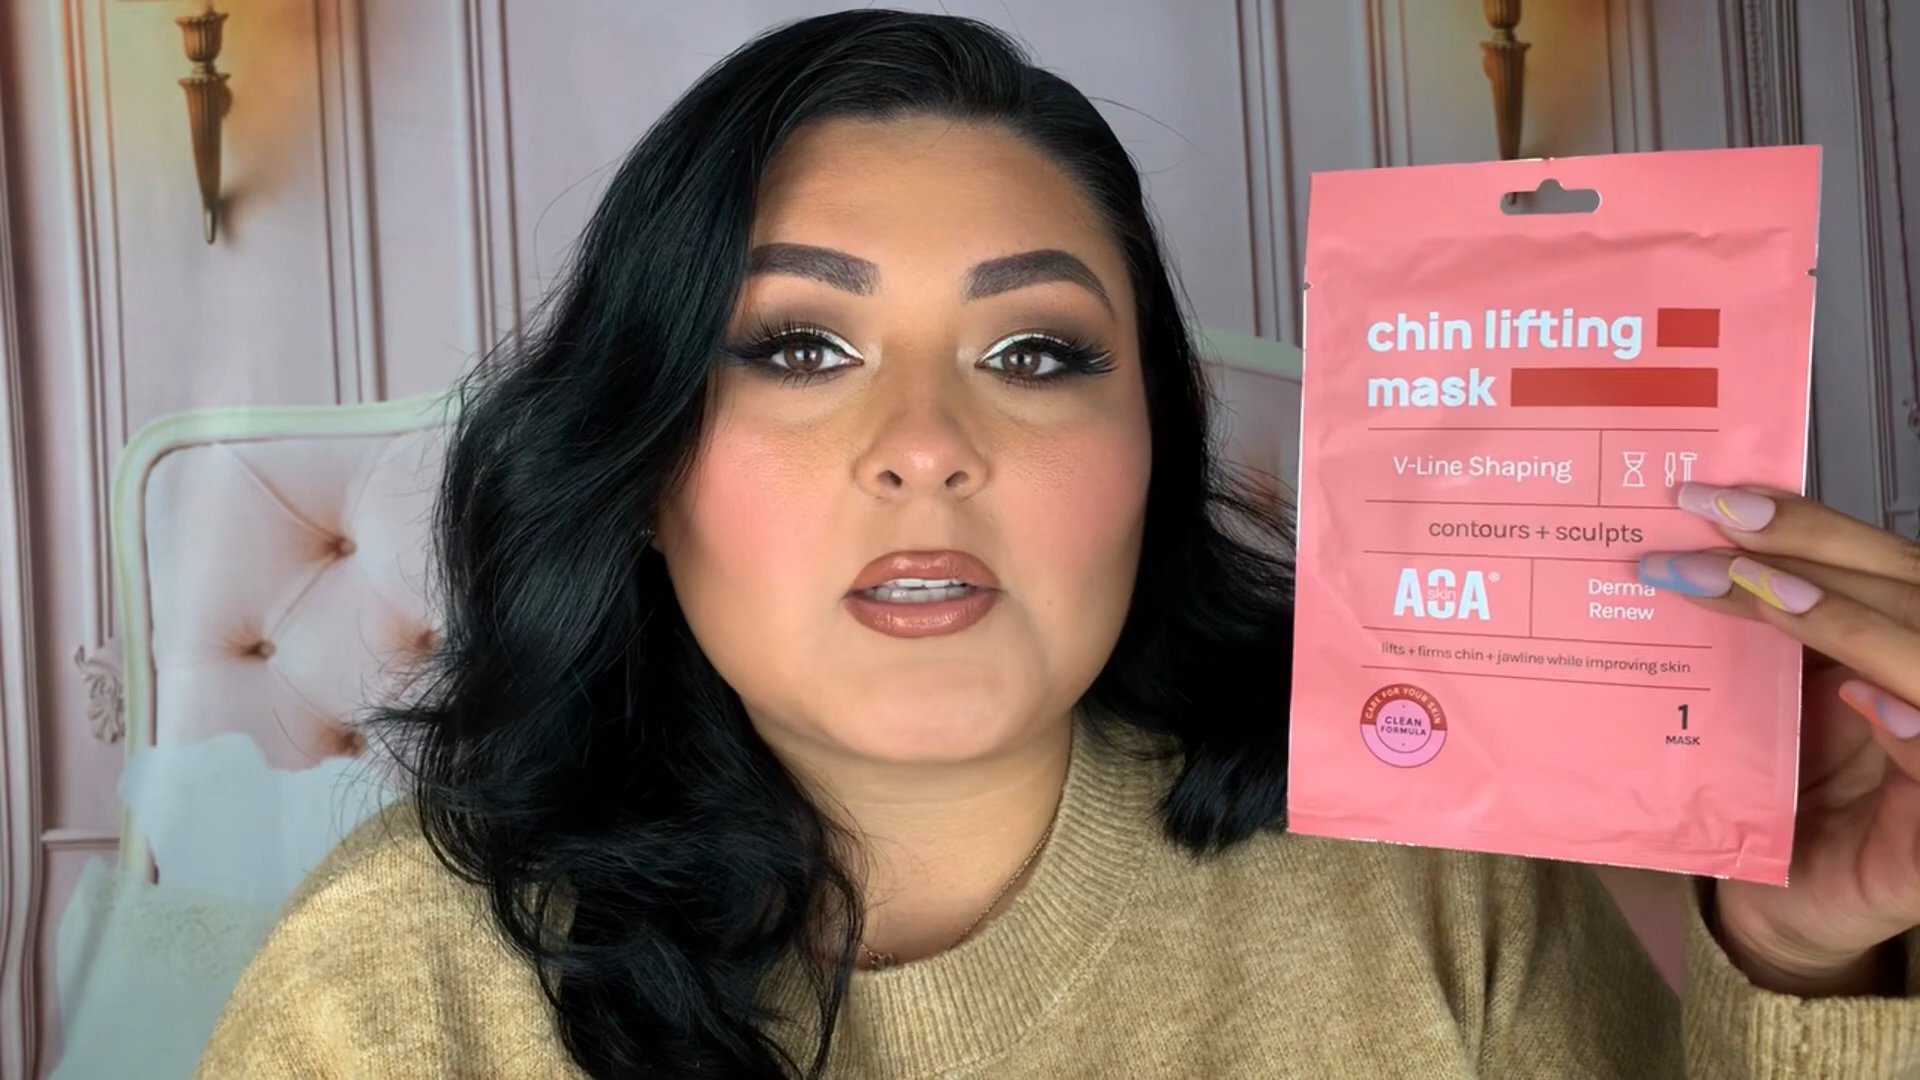 chin lifting
mask
V-Line Shaping
contours + sculpts
AOA®
skin
Derma
Renew
lifts + firms chin + jawline while improving skin
CARE FOR YOUR SKIN
CLEAN
FORMULA
1
MASK